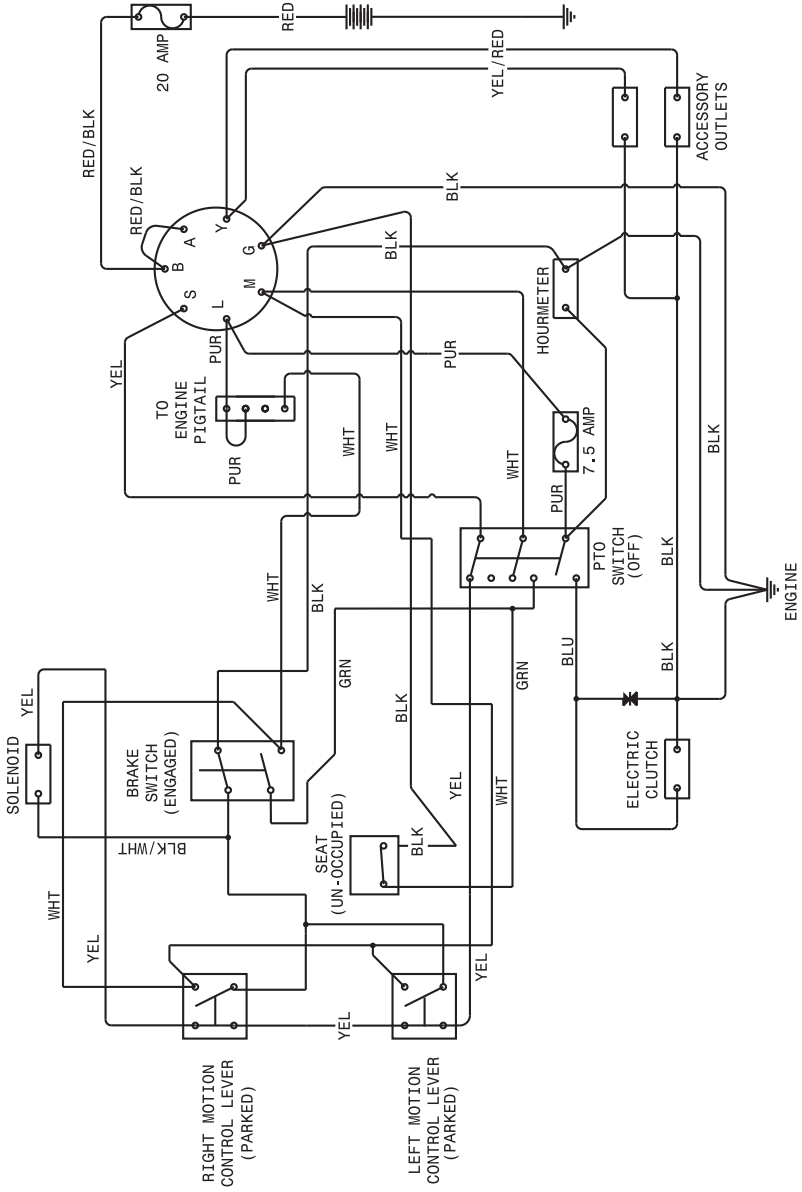 RED
20 AMP
YEL/RED
RED/BLK
ACCESSORY
OUTLETS
RED/BLK
BLK
A
Y
B
G
BLK
S
M
L
HOURMETER
PUR
YEL
PUR
TO
ENGINE
PIGTAIL
WHT
WHT
7.5 AMP
BLK
PUR
WHT
PUR
PTO
SWITCH
(OFF)
BLK
WHT
BLK
ENGINE
BLU
BLK
GRN
GRN
YEL
BLK
SOLENOID
BRAKE
SWITCH
(ENGAGED)
ELECTRIC
CLUTCH
YEL
WHT
BLK/WHT
SEAT
(UN-OCCUPIED)
BLK
WHT
YEL
YEL
YEL
RIGHT MOTION
CONTROL LEVER
(PARKED)
LEFT MOTION
CONTROL LEVER
(PARKED)